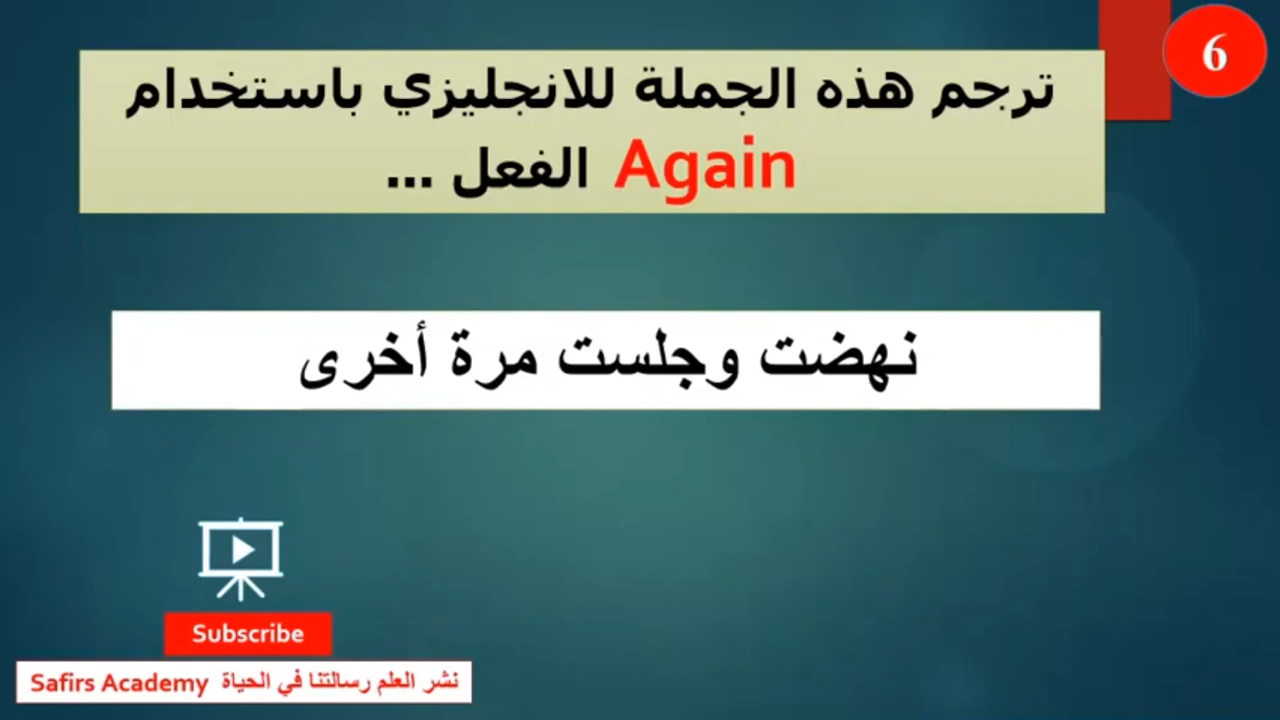 6
ترجم هذه الجملة للانجليزي باستخدام
Again الفعل ...
نهضت وجلست مرة أخرى
Subscribe
Safirs Academy نشر العلم رسالتنا في الحياة